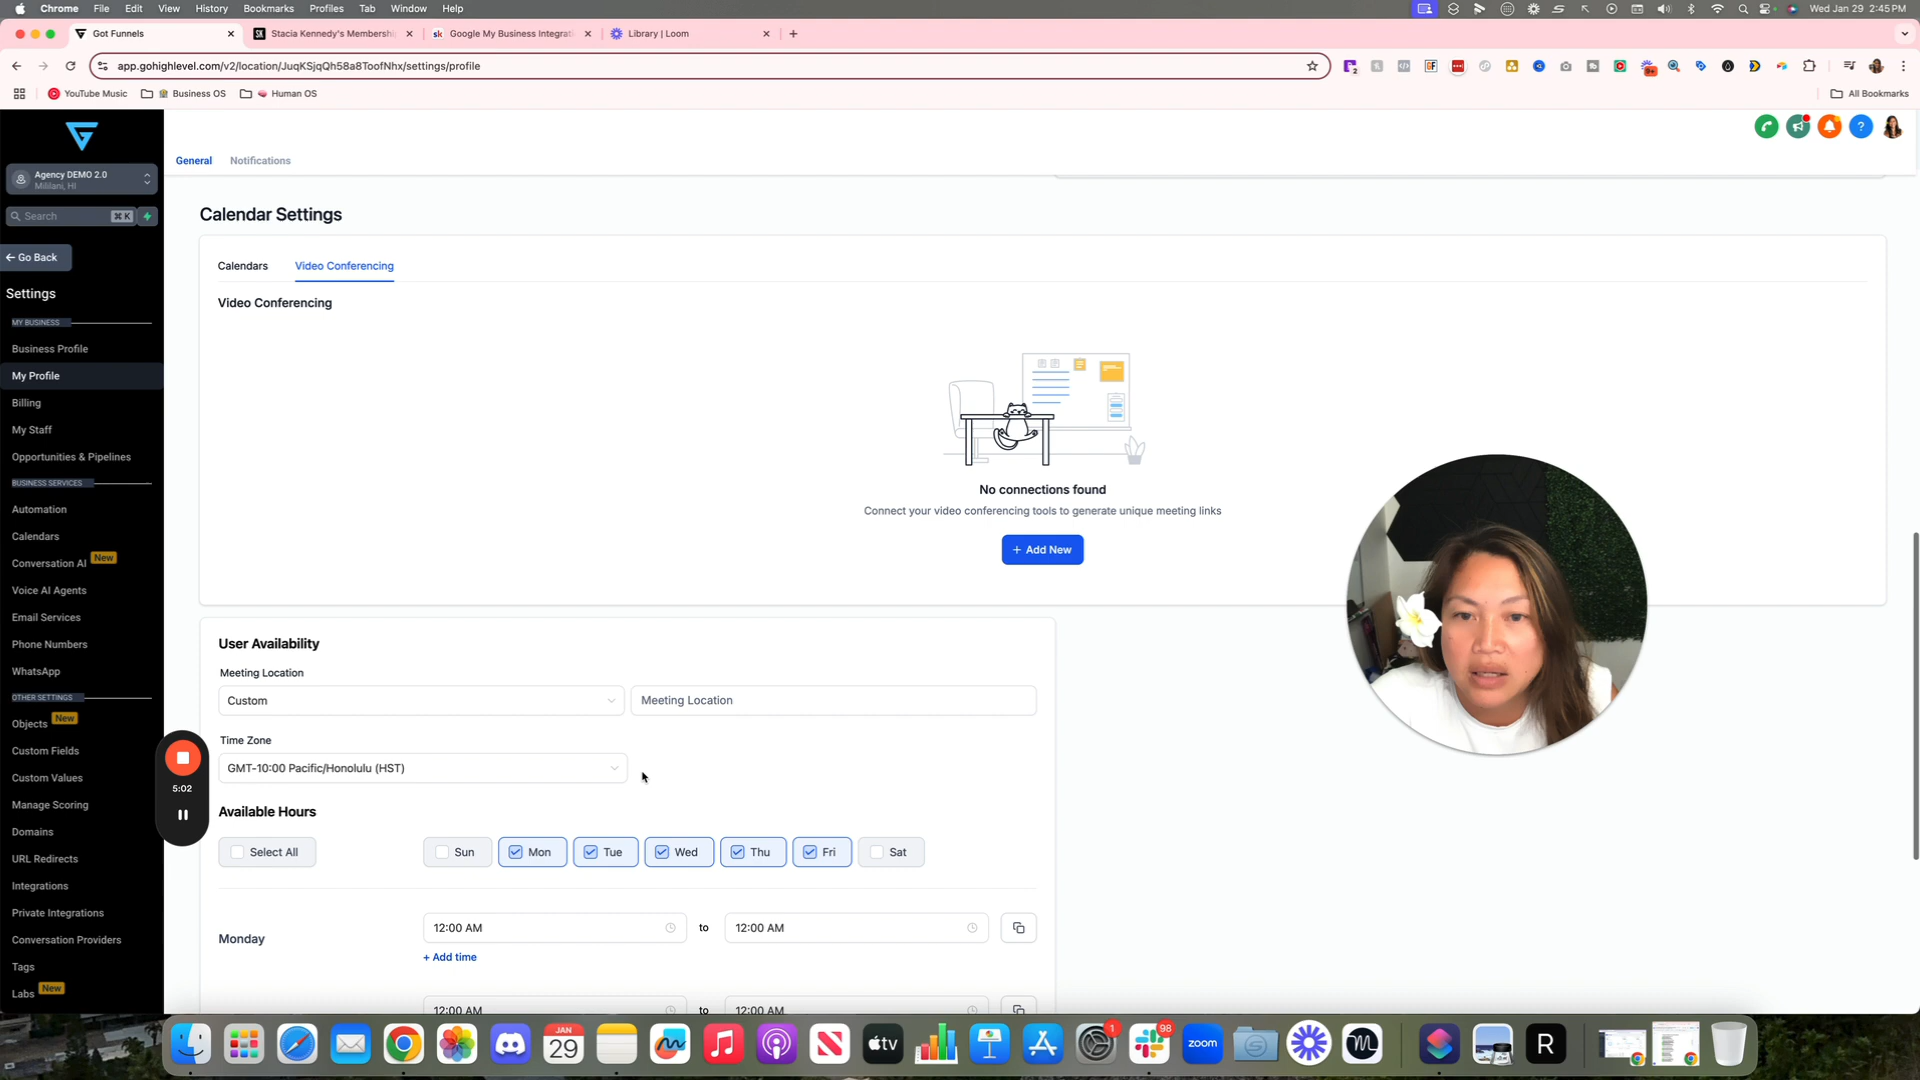 Chrome File Edit View History Bookmarks Profiles Tab Window Help Wed Jan 29 2:45 PM
Got Funnels Stacia Kennedy's Membershi Google My Business Integrat Library | Loom
app.gohighlevel.com/v2/location/JuqKSjqQh58a8ToofNhx/settings/profile
YouTube Music Business OS Human OS All Bookmarks
General Notifications
Agency DEMO 2.0
Mililani, HI
Search ⌘ K
Go Back
Settings
MY BUSINESS
Business Profile
My Profile
Billing
My Staff
Opportunities & Pipelines
BUSINESS SERVICES
Automation
Calendars
Conversation AI New
Voice AI Agents
Email Services
Phone Numbers
WhatsApp
OTHER SETTINGS
Objects New
Custom Fields
Custom Values
Manage Scoring
Domains
URL Redirects
Integrations
Private Integrations
Conversation Providers
Tags
Labs New
Calendar Settings
Calendars Video Conferencing
Video Conferencing
No connections found
Connect your video conferencing tools to generate unique meeting links
+ Add New
User Availability
Meeting Location
Custom Meeting Location
Time Zone
GMT-10:00 Pacific/Honolulu (HST)
Available Hours
Select All Sun Mon Tue Wed Thu Fri Sat
Monday 12:00 AM to 12:00 AM
+ Add time
12:00 AM to 12:00 AM
5:02
JAN
29
tv
1
98
zoom
R